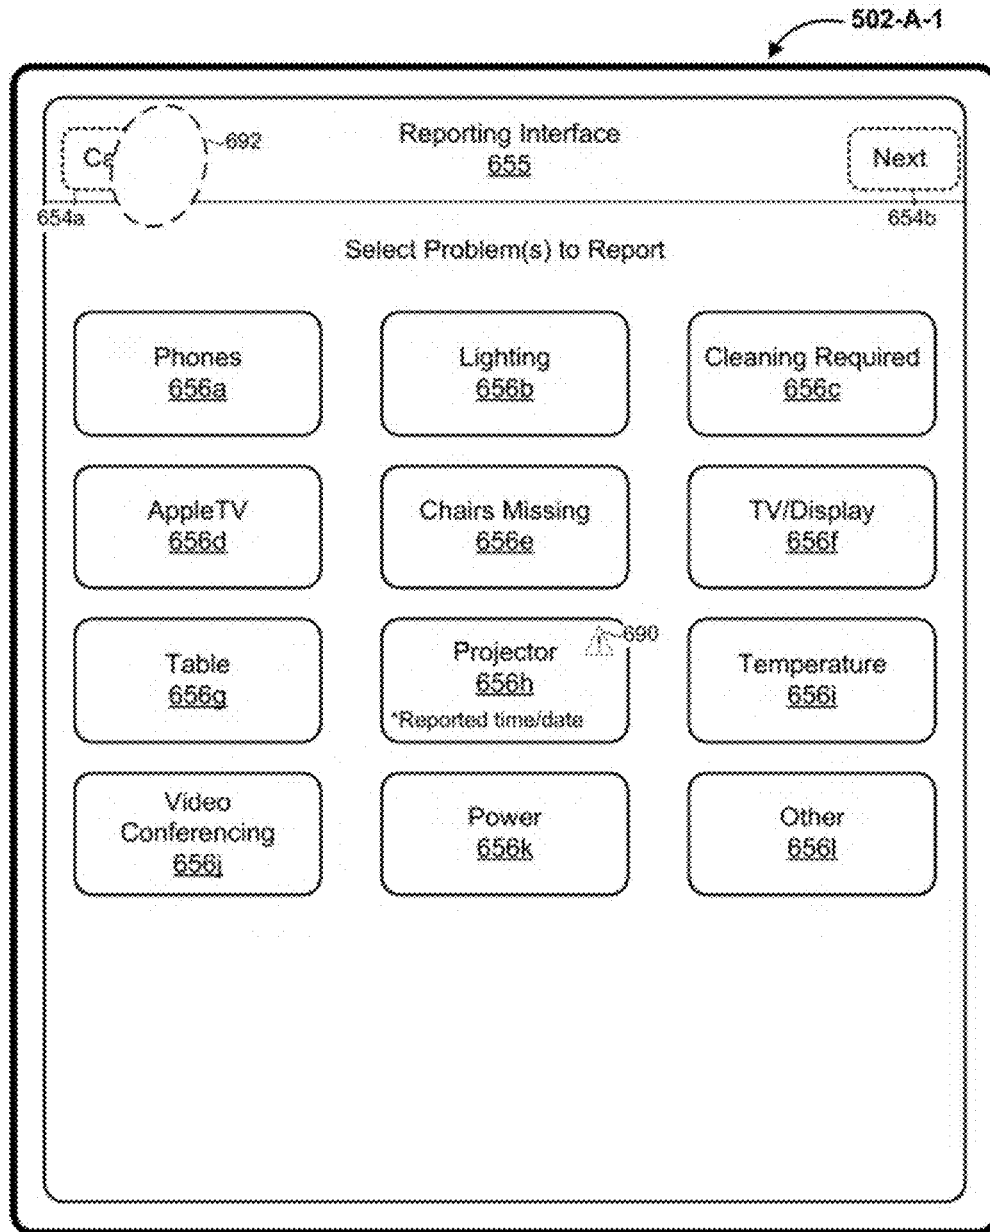 502-A-1
Ca
692
Reporting Interface
655
Next
654a
654b
Select Problem(s) to Report
Phones
656a
Lighting
656b
Cleaning Required
656c
AppleTV
656d
Chairs Missing
656e
TV/Display
656f
Table
656g
Projector
656h
*Reported time/date
690
Temperature
656i
Video
Conferencing
656j
Power
656k
Other
656l